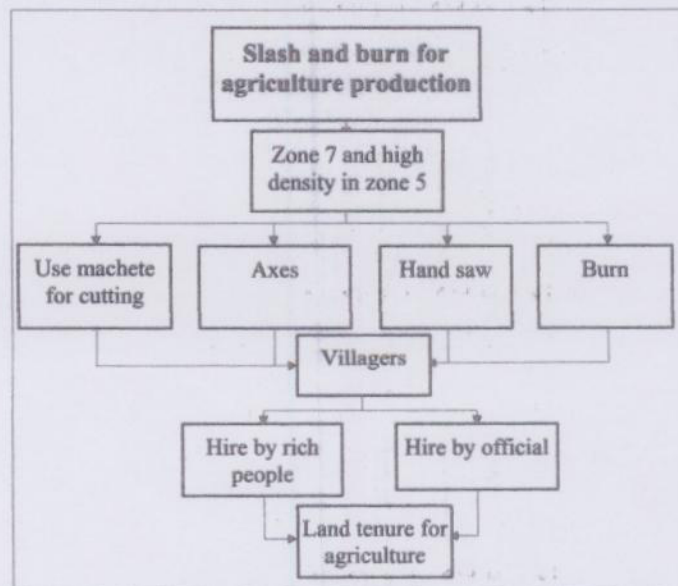 Slash and burn for
agriculture production
Zone 7 and high
density in zone 5
Use machete
for cutting
Axes
Hand saw
Burn
Villagers
Hire by rich
people
Hire by official
Land tenure for
agriculture